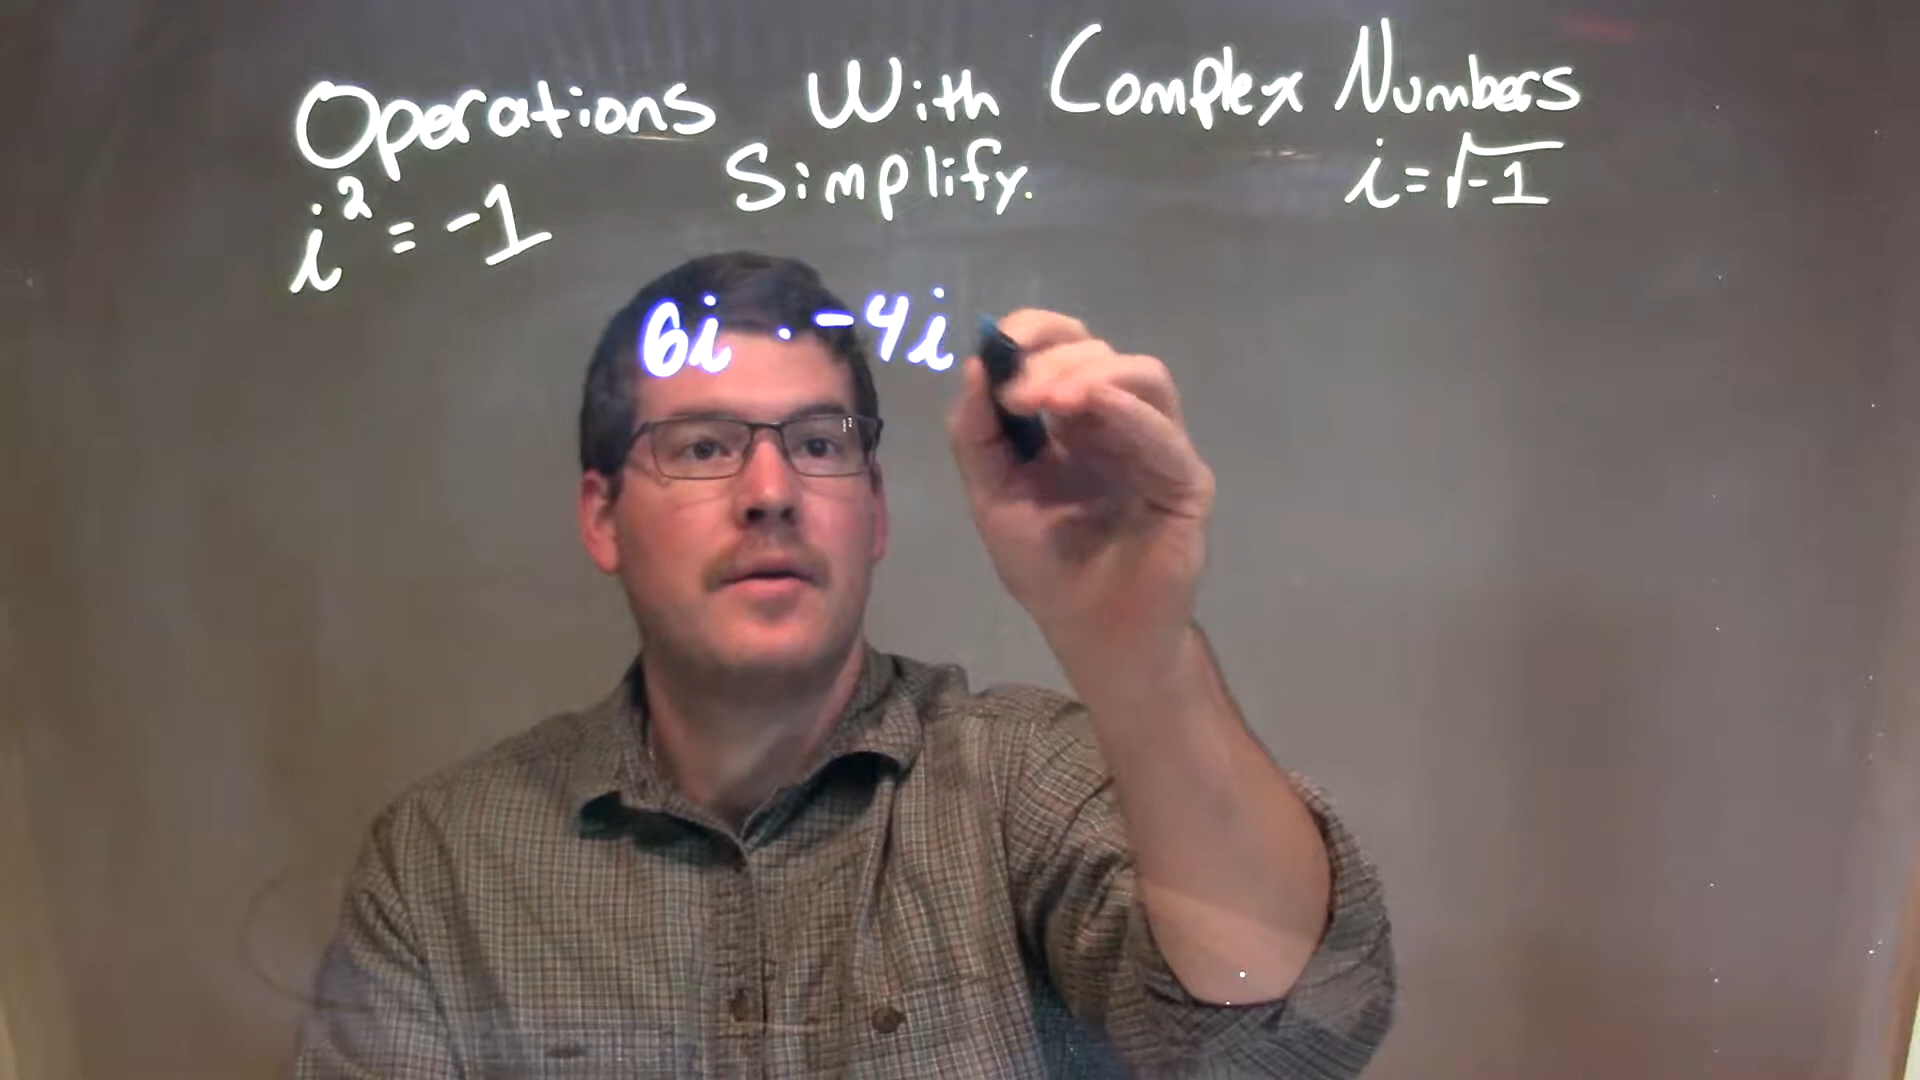 Operations With Complex Numbers
Simplify.
i=√-1
i²=-1
6i · -4i